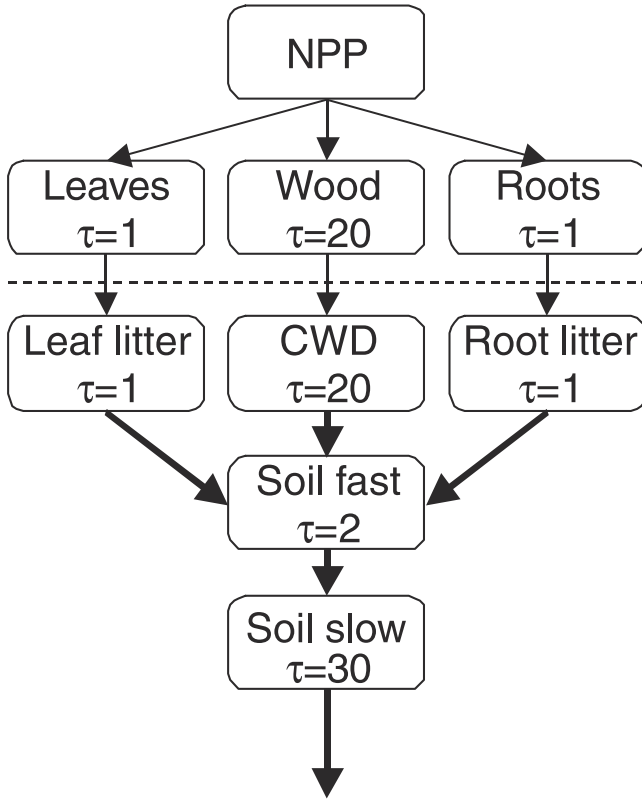 NPP
Leaves
τ=1
Wood
τ=20
Roots
τ=1
Leaf litter
τ=1
CWD
τ=20
Root litter
τ=1
Soil fast
τ=2
Soil slow
τ=30